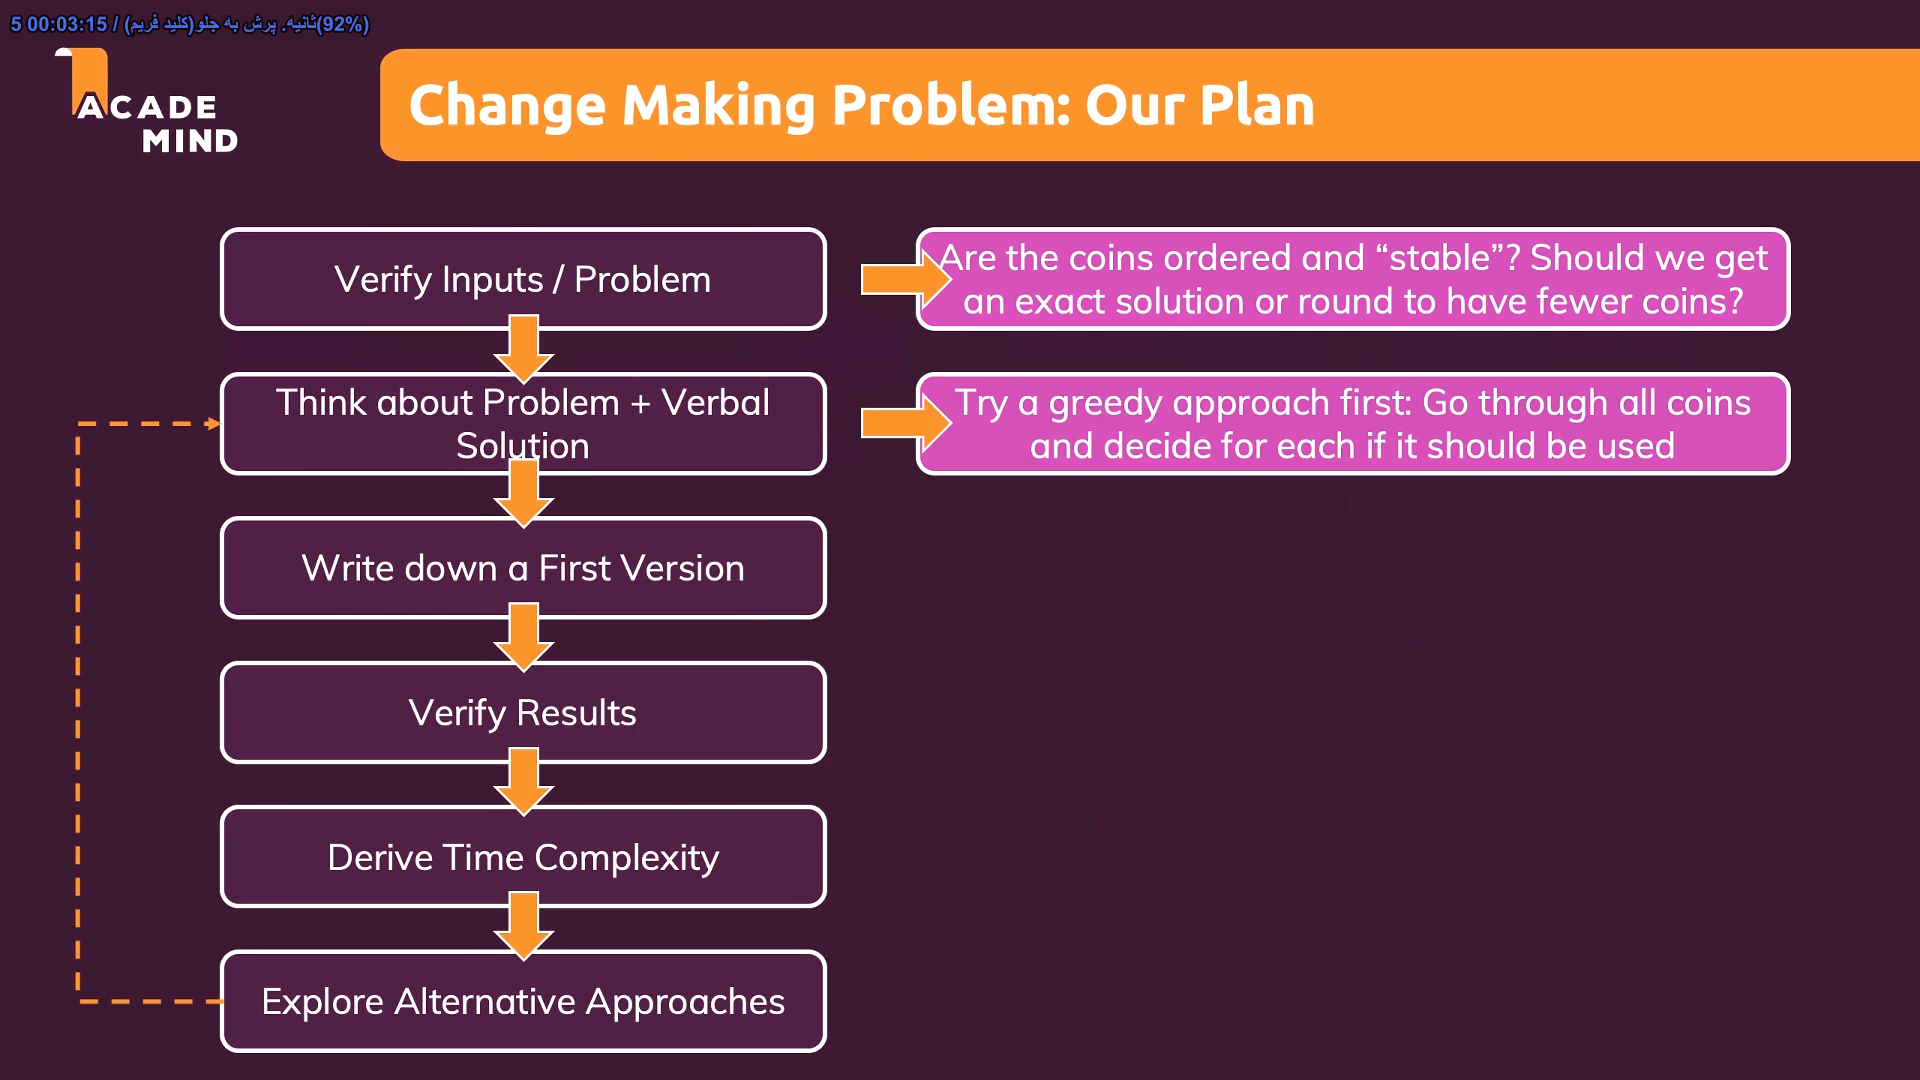 5 ثانیه. پرش به جلو(کلید فریم) / 00:03:15(92%)
ACADE
MIND
Change Making Problem: Our Plan
Verify Inputs / Problem
Are the coins ordered and “stable”? Should we get
an exact solution or round to have fewer coins?
Think about Problem + Verbal
Solution
Try a greedy approach first: Go through all coins
and decide for each if it should be used
Write down a First Version
Verify Results
Derive Time Complexity
Explore Alternative Approaches